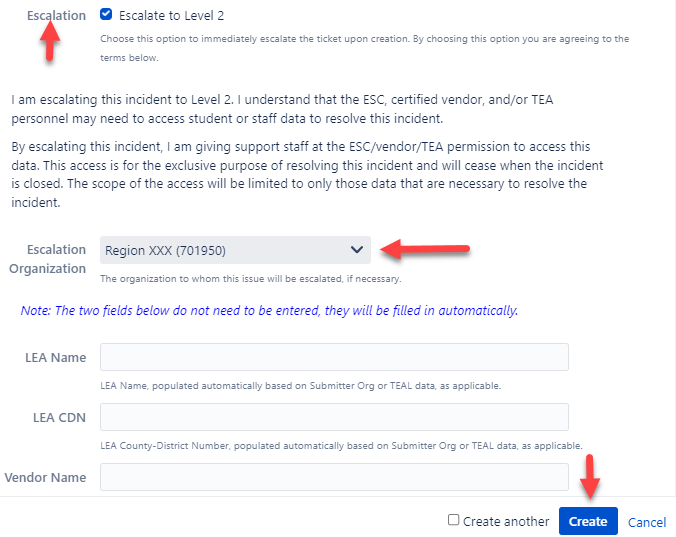 Escalation
Escalate to Level 2
Choose this option to immediately escalate the ticket upon creation. By choosing this option you are agreeing to the
terms below.
I am escalating this incident to Level 2. I understand that the ESC, certified vendor, and/or TEA
personnel may need to access student or staff data to resolve this incident.
By escalating this incident, I am giving support staff at the ESC/vendor/TEA permission to access this
data. This access is for the exclusive purpose of resolving this incident and will cease when the incident
is closed. The scope of the access will be limited to only those data that are necessary to resolve the
incident.
Escalation
Organization
Region XXX (701950)
The organization to whom this issue will be escalated, if necessary.
Note: The two fields below do not need to be entered, they will be filled in automatically.
LEA Name
LEA Name, populated automatically based on Submitter Org or TEAL data, as applicable.
LEA CDN
LEA County-District Number, populated automatically based on Submitter Org or TEAL data, as applicable.
Vendor Name
Create another
Create
Cancel